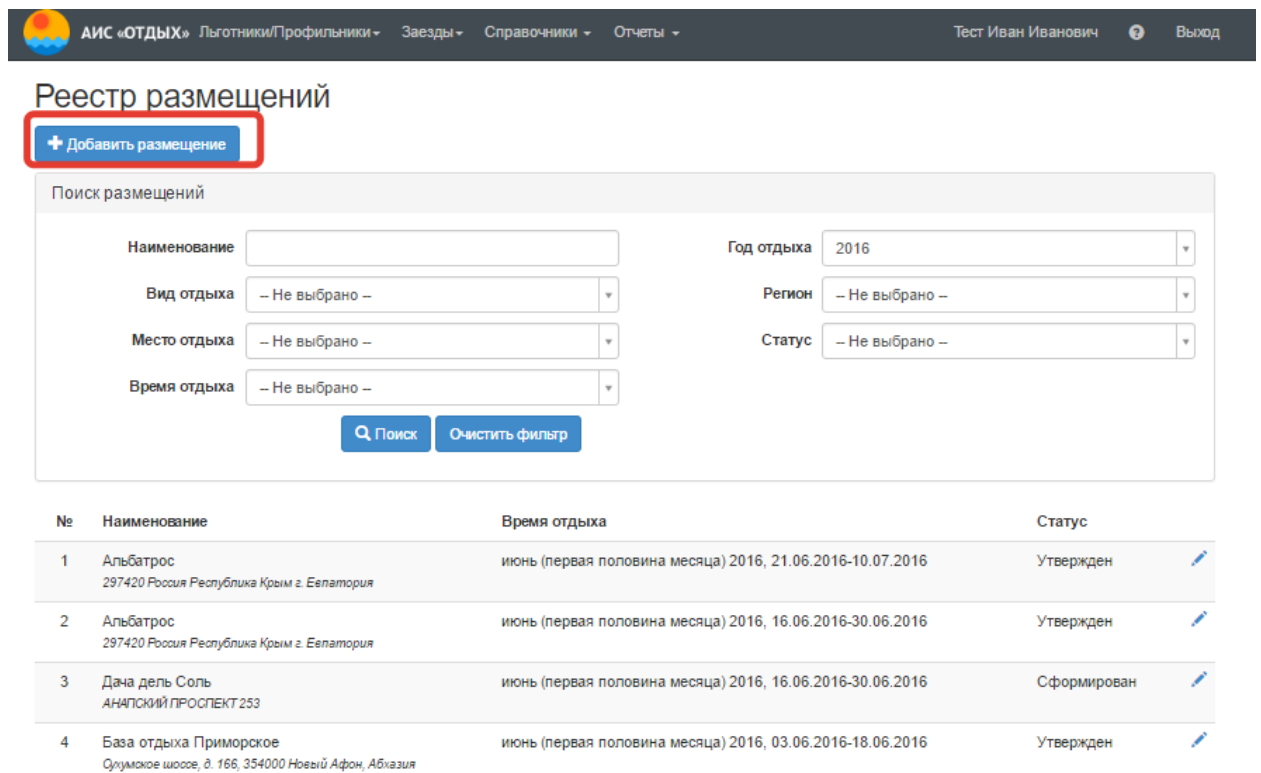 АИС «ОТДЫХ» Льготники/Профильники Заезды Справочники Отчеты Тест Иван Иванович ? Выход
Реестр размещений
+ Добавить размещение
Поиск размещений
Наименование Год отдыха 2016
Вид отдыха -- Не выбрано -- Регион -- Не выбрано --
Место отдыха -- Не выбрано -- Статус -- Не выбрано --
Время отдыха -- Не выбрано --
Поиск Очистить фильтр
№ Наименование Время отдыха Статус
1 Альбатрос июнь (первая половина месяца) 2016, 21.06.2016-10.07.2016 Утвержден
297420 Россия Республика Крым г. Евпатория
2 Альбатрос июнь (первая половина месяца) 2016, 16.06.2016-30.06.2016 Утвержден
297420 Россия Республика Крым г. Евпатория
3 Дача дель Соль июнь (первая половина месяца) 2016, 16.06.2016-30.06.2016 Сформирован
АНАПСКИЙ ПРОСПЕКТ 253
4 База отдыха Приморское июнь (первая половина месяца) 2016, 03.06.2016-18.06.2016 Утвержден
Сухумское шоссе, д. 166, 354000 Новый Афон, Абхазия